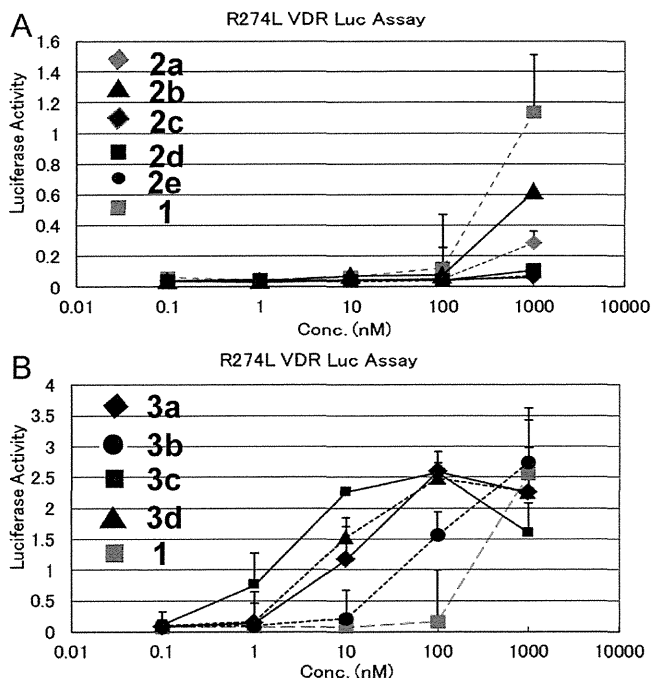 A
R274L VDR Luc Assay
Luciferase Activity
1.6
1.4
1.2
1
0.8
0.6
0.4
0.2
0
2a
2b
2c
2d
2e
1
0.01
0.1
1
10
100
1000
10000
Conc. (nM)
B
R274L VDR Luc Assay
Luciferase Activity
4
3.5
3
2.5
2
1.5
1
0.5
0
3a
3b
3c
3d
1
0.01
0.1
1
10
100
1000
10000
Conc. (nM)